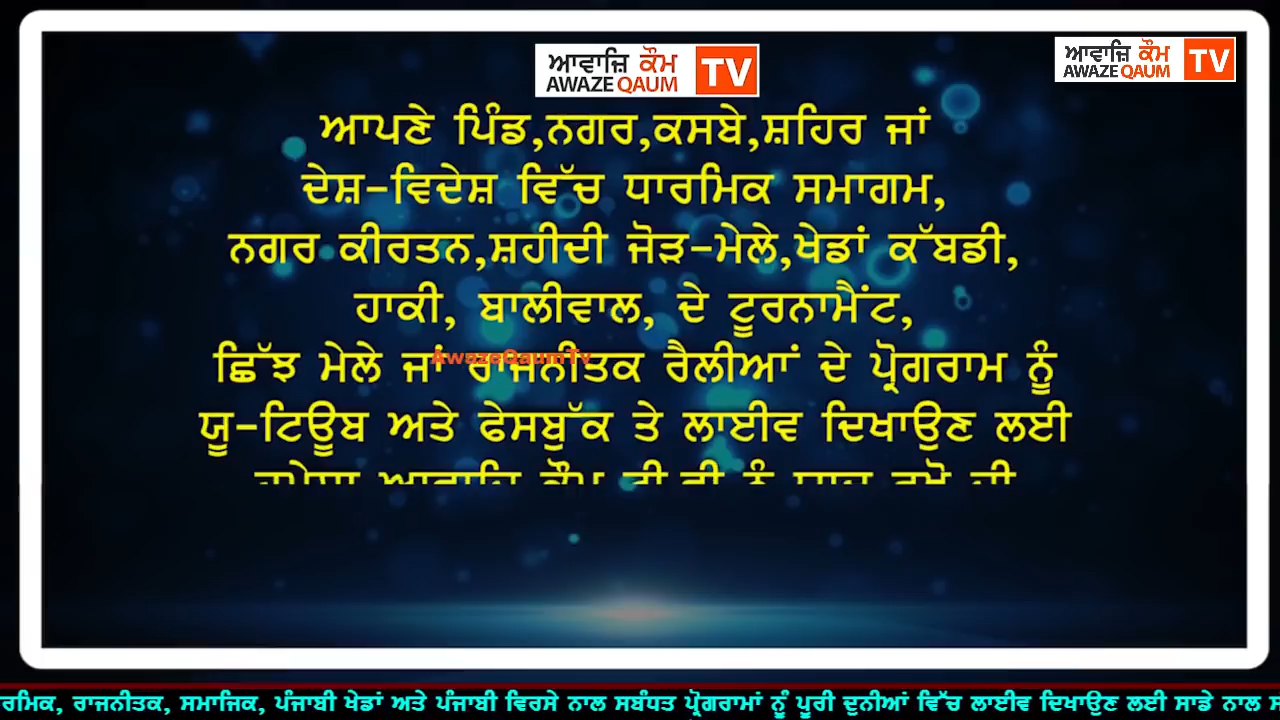 ਆਵਾਜ਼ਿ ਕੌਮ TV
AWAZE QAUM
ਆਵਾਜ਼ਿ ਕੌਮ TV
AWAZE QAUM
ਆਪਣੇ ਪਿੰਡ,ਨਗਰ,ਕਸਬੇ,ਸ਼ਹਿਰ ਜਾਂ
ਦੇਸ਼-ਵਿਦੇਸ਼ ਵਿੱਚ ਧਾਰਮਿਕ ਸਮਾਗਮ,
ਨਗਰ ਕੀਰਤਨ,ਸ਼ਹੀਦੀ ਜੋੜ-ਮੇਲੇ,ਖੇਡਾਂ ਕੱਬਡੀ,
ਹਾਕੀ, ਬਾਲੀਵਾਲ, ਦੇ ਟੂਰਨਾਮੈਂਟ,
AwazeQaumTv
ਛਿੱਝ ਮੇਲੇ ਜਾਂ ਰਾਜਨੀਤਕ ਰੈਲੀਆਂ ਦੇ ਪ੍ਰੋਗਰਾਮ ਨੂੰ
ਯੂ-ਟਿਊਬ ਅਤੇ ਫੇਸਬੁੱਕ ਤੇ ਲਾਈਵ ਦਿਖਾਉਣ ਲਈ
ਰਮਿਕ, ਰਾਜਨੀਤਕ, ਸਮਾਜਿਕ, ਪੰਜਾਬੀ ਖੇਡਾਂ ਅਤੇ ਪੰਜਾਬੀ ਵਿਰਸੇ ਨਾਲ ਸਬੰਧਤ ਪ੍ਰੋਗਰਾਮਾਂ ਨੂੰ ਪੂਰੀ ਦੁਨੀਆਂ ਵਿੱਚ ਲਾਈਵ ਦਿਖਾਉਣ ਲਈ ਸਾਡੇ ਨਾਲ